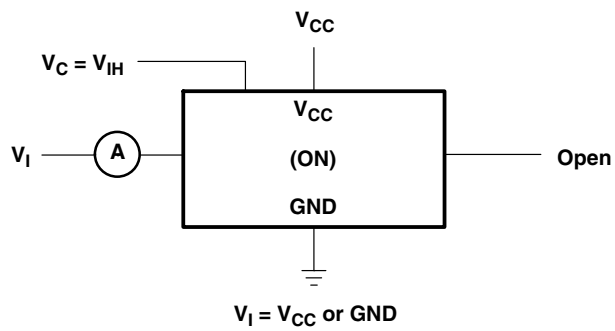 VCC
VC = VIH
VCC
VI
A
(ON)
Open
GND
VI = VCC or GND